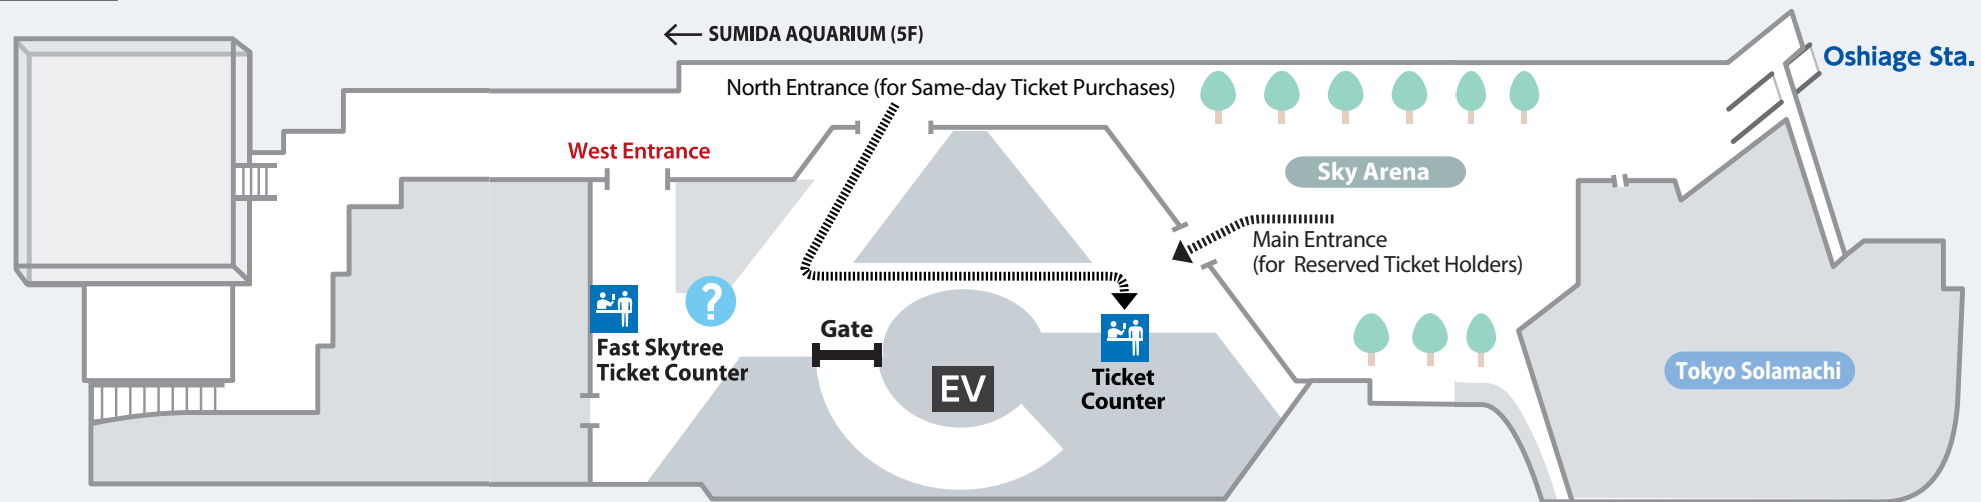 ← SUMIDA AQUARIUM (5F)
Oshiage Sta.
North Entrance (for Same-day Ticket Purchases)
West Entrance
Sky Arena
Main Entrance
(for Reserved Ticket Holders)
?
Gate
Fast Skytree
Ticket Counter
EV
Ticket
Counter
Tokyo Solamachi